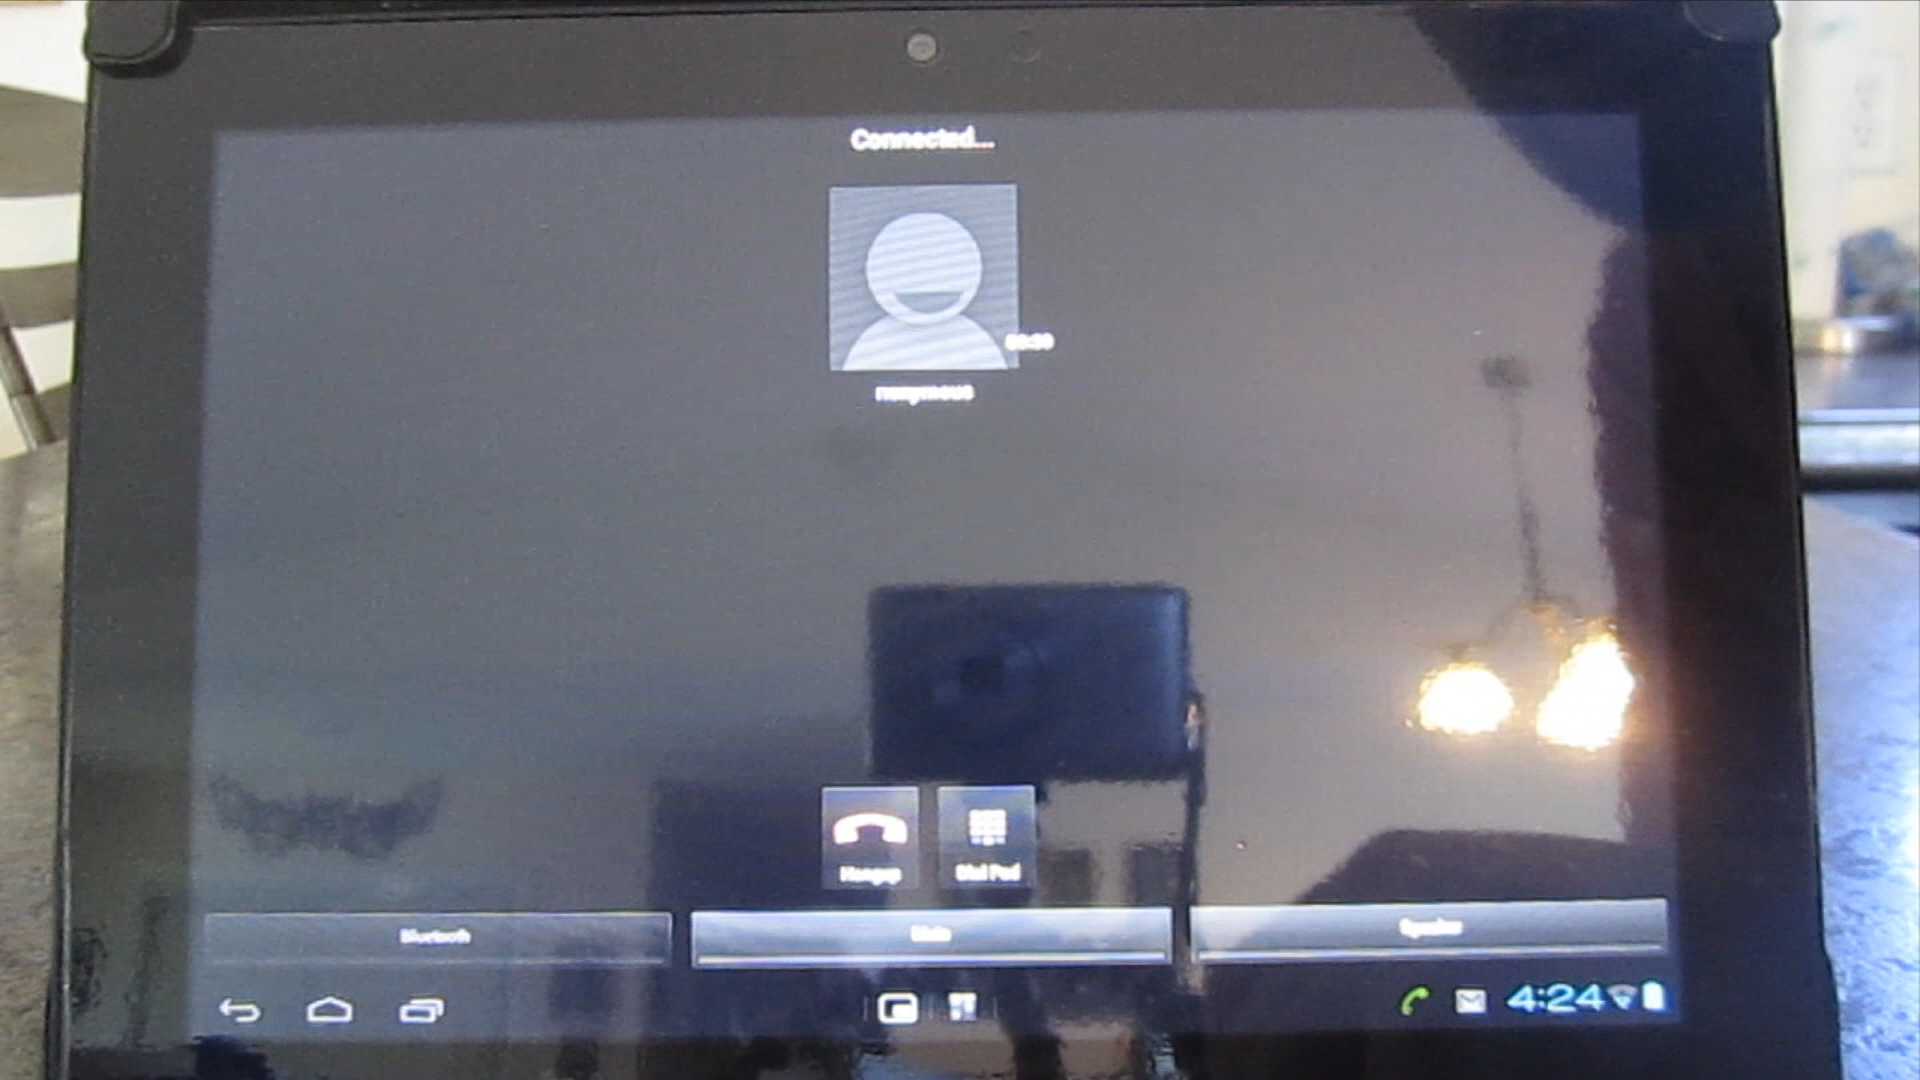 Connected...
Hangup
Dial Pad
Bluetooth
Mute
Speaker
4:24